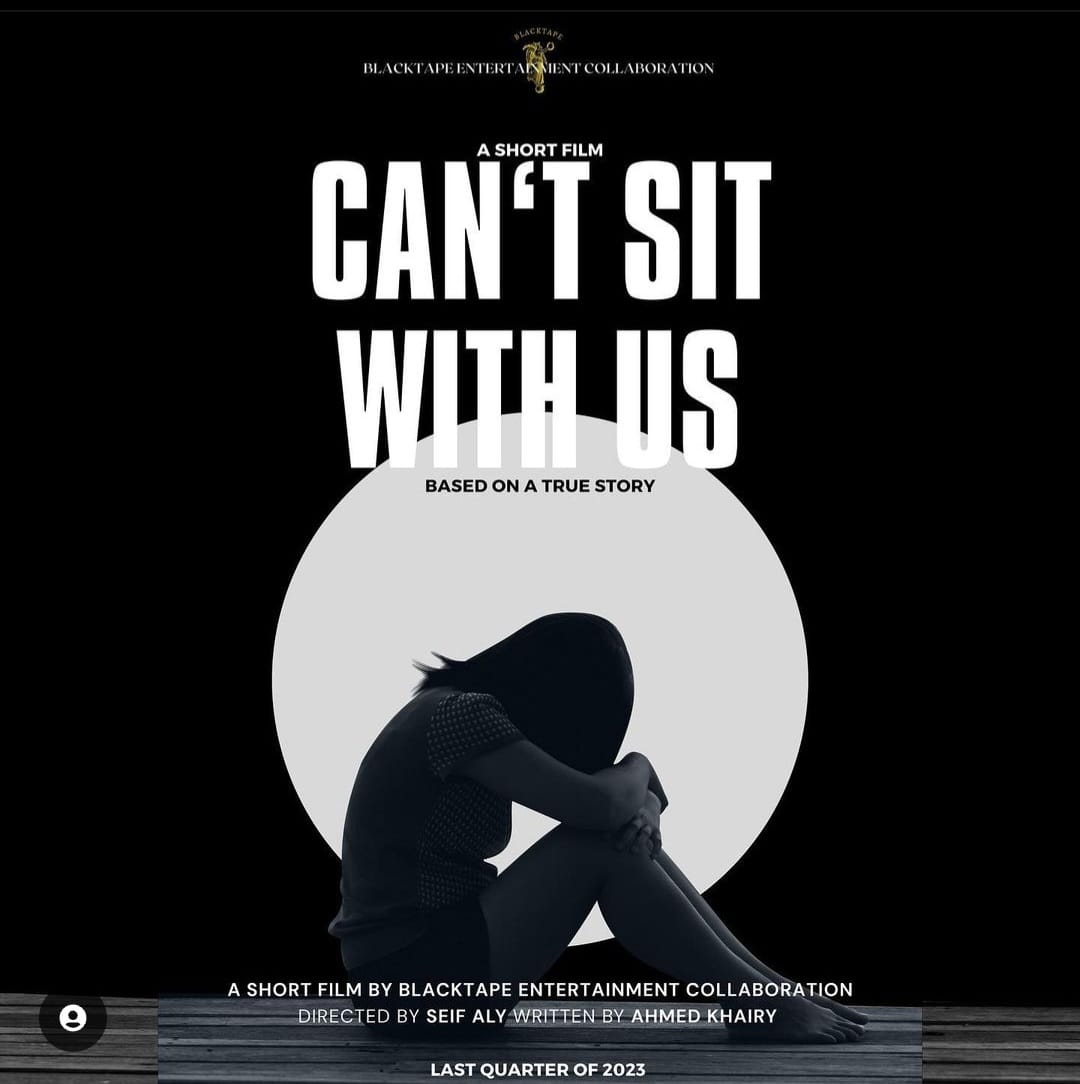 BLACKTAPE
BLACKTAPE ENTERTAINMENT COLLABORATION
A SHORT FILM
CAN‘T SIT
WITH US
BASED ON A TRUE STORY
A SHORT FILM BY BLACKTAPE ENTERTAINMENT COLLABORATION
DIRECTED BY SEIF ALY WRITTEN BY AHMED KHAIRY
LAST QUARTER OF 2023